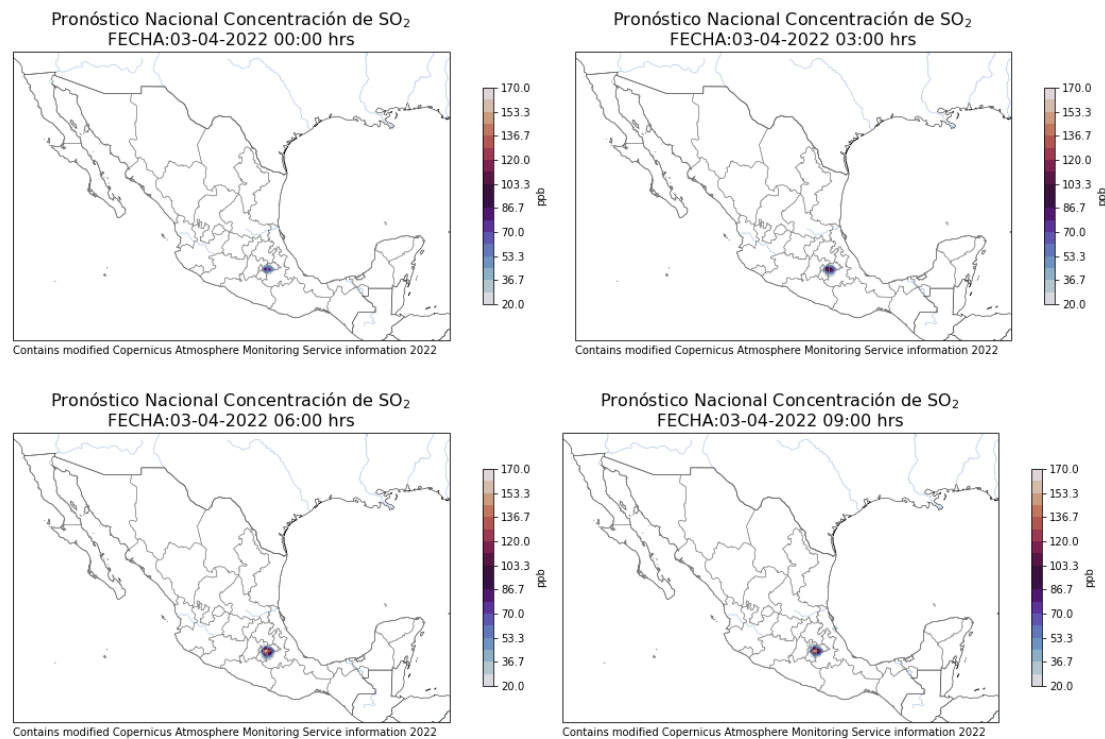 Pronóstico Nacional Concentración de SO₂
FECHA:03-04-2022 00:00 hrs
170.0
153.3
136.7
120.0
103.3
86.7
70.0
53.3
36.7
20.0
ppb
Contains modified Copernicus Atmosphere Monitoring Service information 2022
Pronóstico Nacional Concentración de SO₂
FECHA:03-04-2022 03:00 hrs
170.0
153.3
136.7
120.0
103.3
86.7
70.0
53.3
36.7
20.0
ppb
Contains modified Copernicus Atmosphere Monitoring Service information 2022
Pronóstico Nacional Concentración de SO₂
FECHA:03-04-2022 06:00 hrs
170.0
153.3
136.7
120.0
103.3
86.7
70.0
53.3
36.7
20.0
ppb
Contains modified Copernicus Atmosphere Monitoring Service information 2022
Pronóstico Nacional Concentración de SO₂
FECHA:03-04-2022 09:00 hrs
170.0
153.3
136.7
120.0
103.3
86.7
70.0
53.3
36.7
20.0
ppb
Contains modified Copernicus Atmosphere Monitoring Service information 2022